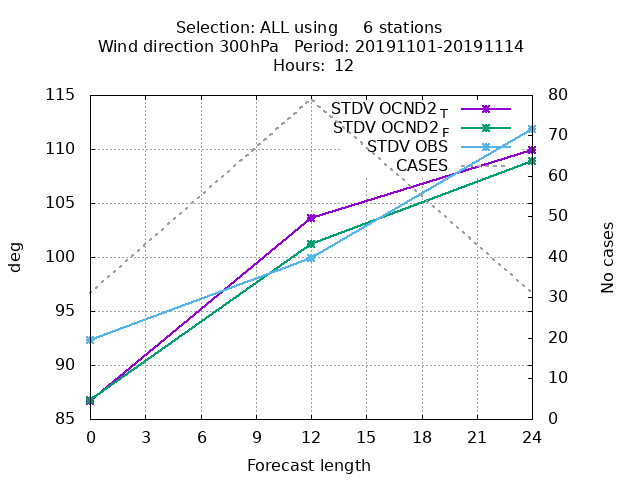 Selection: ALL using     6 stations
Wind direction 300hPa   Period: 20191101-20191114
Hours:  12
STDV OCND2 T
STDV OCND2 F
STDV OBS
CASES
115
110
105
100
95
90
85
deg
80
70
60
50
40
30
20
10
0
No cases
0 3 6 9 12 15 18 21 24
Forecast length